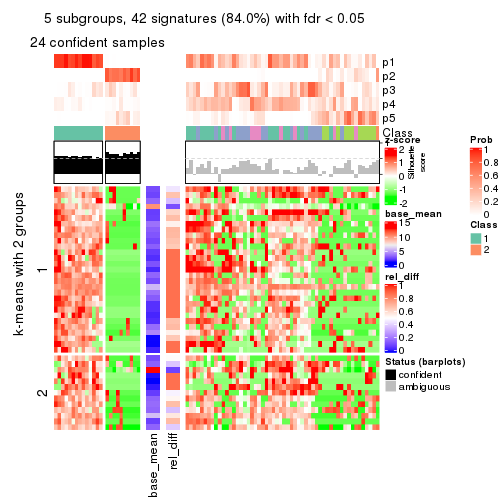 5 subgroups, 42 signatures (84.0%) with fdr < 0.05
24 confident samples
p1
p2
p3
p4
p5
Class
z-score
2
1
0
-1
-2
Silhouette
score
base_mean
15
10
5
0
rel_diff
1
0.8
0.6
0.4
0.2
0
Prob
1
0.8
0.6
0.4
0.2
0
Class
1
2
Status (barplots)
confident
ambiguous
k-means with 2 groups
1
2
base_mean
rel_diff